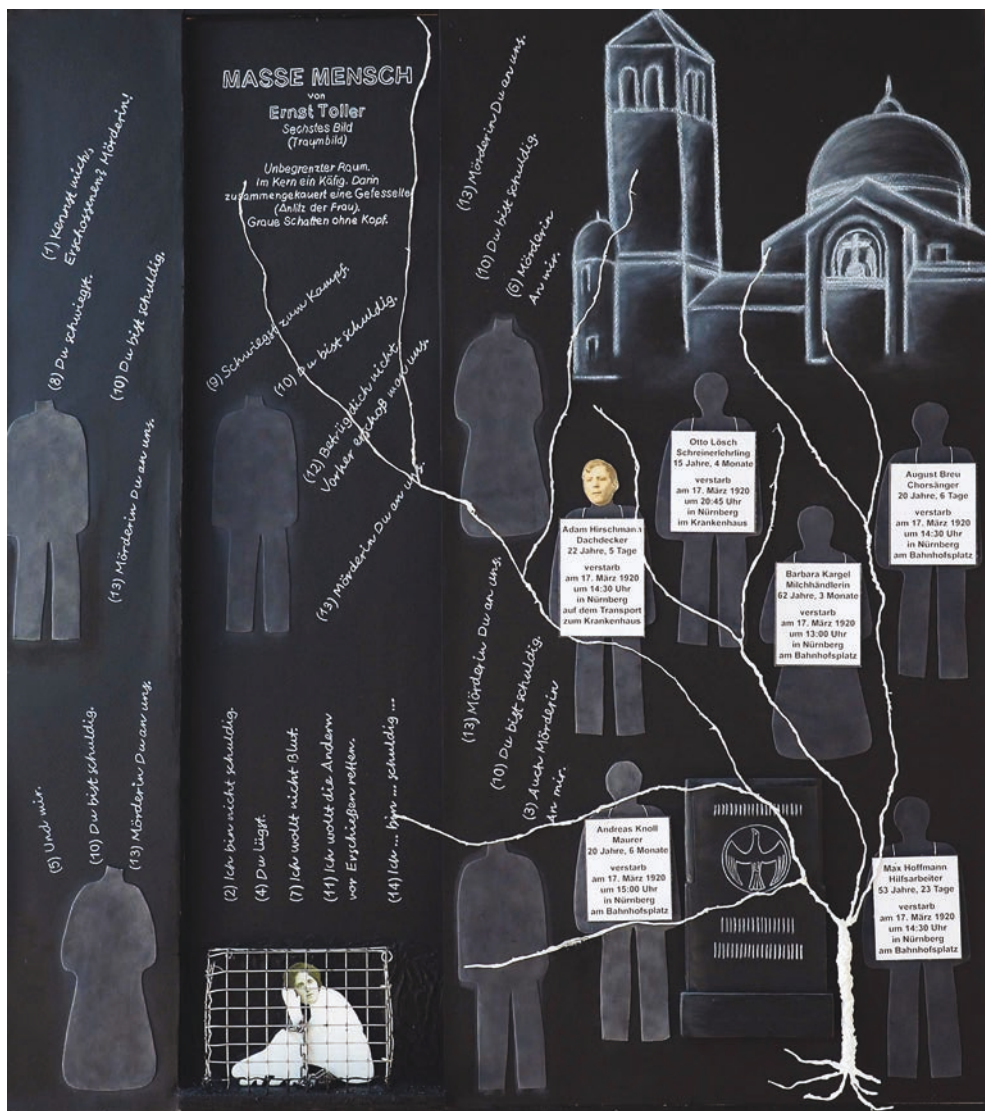 MASSE MENSCH
von
Ernst Toller
Sechstes Bild
(Traumbild)
Unbegrenzter Raum.
Im Kern ein Käfig. Darin
zusammengekauert eine Gefesselte
(Antlitz der Frau).
Graue Schatten ohne Kopf.
(1) Kennst mich,
Erschossenen? Mörderin!
(8) Du schwiegst.
(10) Du bist schuldig.
(13) Mörderin Du an uns.
(5) Und mir.
(10) Du bist schuldig.
(13) Mörderin Du an uns.
(9) Schwiegst zum Kampf.
(10) Du bist schuldig.
(12) Betrüg dich nicht
Vorher erschoß man uns.
(13) Mörderin Du an uns.
(2) Ich bin nicht schuldig.
(4) Du lügst.
(7) Ich wollt nicht Blut.
(11) Ich wollt die Andern
vor Erschießen retten.
(14) Ich ... bin ... schuldig ...
(13) Mörderin Du an uns.
(10) Du bist schuldig.
(6) Mörderin
An mir.
(13) Mörderin Du an uns.
(10) Du bist schuldig.
(3) Auch Mörderin
An mir.
Adam Hirschmann
Dachdecker
22 Jahre, 5 Tage
verstarb
am 17. März 1920
um 14:30 Uhr
in Nürnberg
auf dem Transport
zum Krankenhaus
Otto Lösch
Schreinerlehrling
15 Jahre, 4 Monate
verstarb
am 17. März 1920
um 20:45 Uhr
in Nürnberg
im Krankenhaus
August Breu
Chorsänger
20 Jahre, 6 Tage
verstarb
am 17. März 1920
um 14:30 Uhr
in Nürnberg
am Bahnhofsplatz
Barbara Kargel
Milchhändlerin
62 Jahre, 3 Monate
verstarb
am 17. März 1920
um 13:00 Uhr
in Nürnberg
am Bahnhofsplatz
Andreas Knoll
Maurer
20 Jahre, 6 Monate
verstarb
am 17. März 1920
um 15:00 Uhr
in Nürnberg
am Bahnhofsplatz
Max Hoffmann
Hilfsarbeiter
53 Jahre, 23 Tage
verstarb
am 17. März 1920
um 14:30 Uhr
in Nürnberg
am Bahnhofsplatz